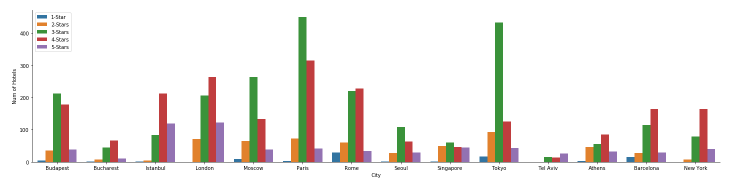 1-Star
2-Stars
3-Stars
4-Stars
5-Stars
Num of Hotels
400
300
200
100
0
Budapest Bucharest Istanbul London Moscow Paris Rome Seoul Singapore Tokyo Tel Aviv Athens Barcelona New York
City